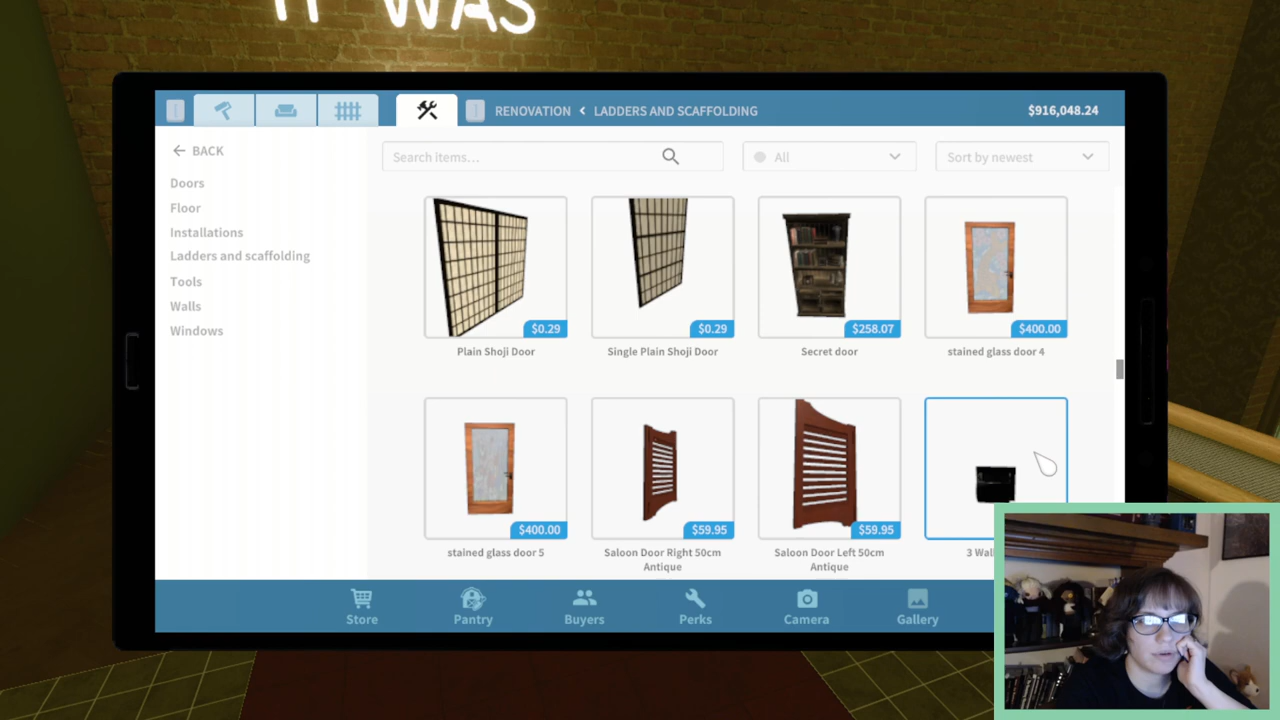 IT WAS
RENOVATION < LADDERS AND SCAFFOLDING
$916,048.24
BACK
Search items...
All
Sort by newest
Doors
Floor
Installations
Ladders and scaffolding
Tools
Walls
Windows
$0.29
$0.29
$258.07
$400.00
Plain Shoji Door
Single Plain Shoji Door
Secret door
stained glass door 4
$400.00
$59.95
$59.95
stained glass door 5
Saloon Door Right 50cm
Antique
Saloon Door Left 50cm
Antique
3
Store
Pantry
Buyers
Perks
Camera
Gallery